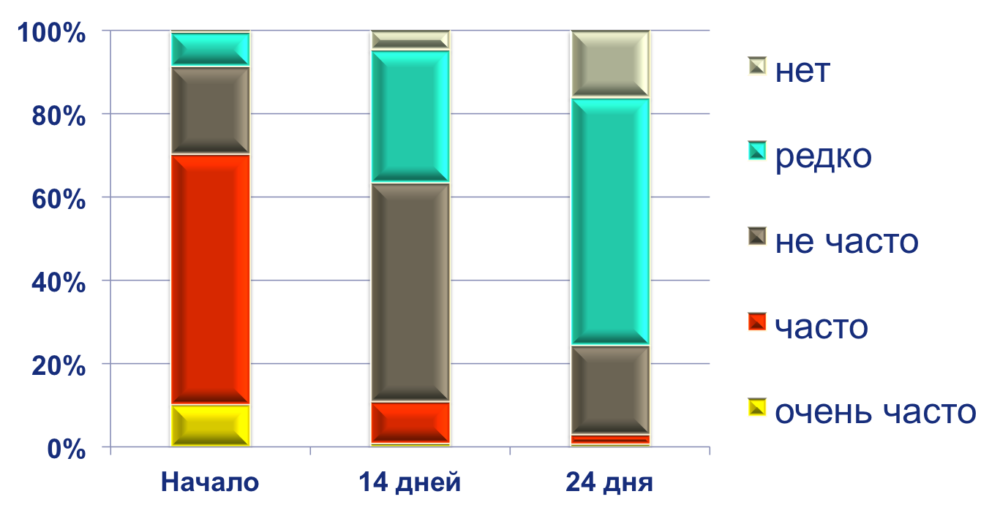 100%
80%
60%
40%
20%
0%
Начало
14 дней
24 дня
нет
редко
не часто
часто
очень часто